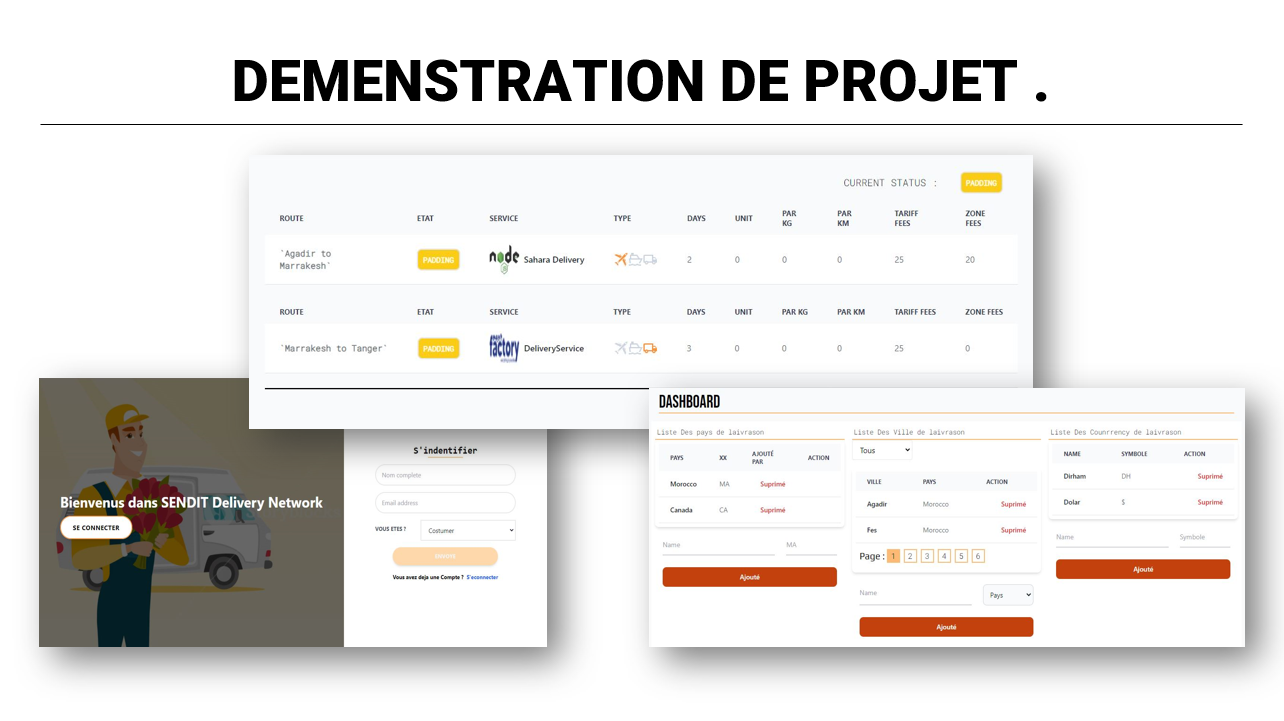 DEMENSTRATION DE PROJET .
CURRENT STATUS : PADDING
ROUTE ETAT SERVICE TYPE DAYS UNIT PAR KG PAR KM TARIFF FEES ZONE FEES
`Agadir to Marrakesh` PADDING node Sahara Delivery 2 0 0 0 25 20
ROUTE ETAT SERVICE TYPE DAYS UNIT PAR KG PAR KM TARIFF FEES ZONE FEES
`Marrakesh to Tanger` PADDING factory DeliveryService 3 0 0 0 25 0
Bienvenus dans SENDIT Delivery Network
SE CONNECTER
S'indentifier
Nom complete
Email address
VOUS ETES ? Costumer
Vous avez deja une Compte ? S'econnecter
DASHBOARD
Liste Des pays de laivrason
PAYS XX AJOUTÉ PAR ACTION
Morocco MA Suprimé
Canada CA Suprimé
Name MA
Ajouté
Liste Des Ville de laivrason
Tous
VILLE PAYS ACTION
Agadir Morocco Suprimé
Fes Morocco Suprimé
Page : 1 2 3 4 5 6
Name Pays
Ajouté
Liste Des Counrrency de laivrason
NAME SYMBOLE ACTION
Dirham DH Suprimé
Dolar $ Suprimé
Name Symbole
Ajouté